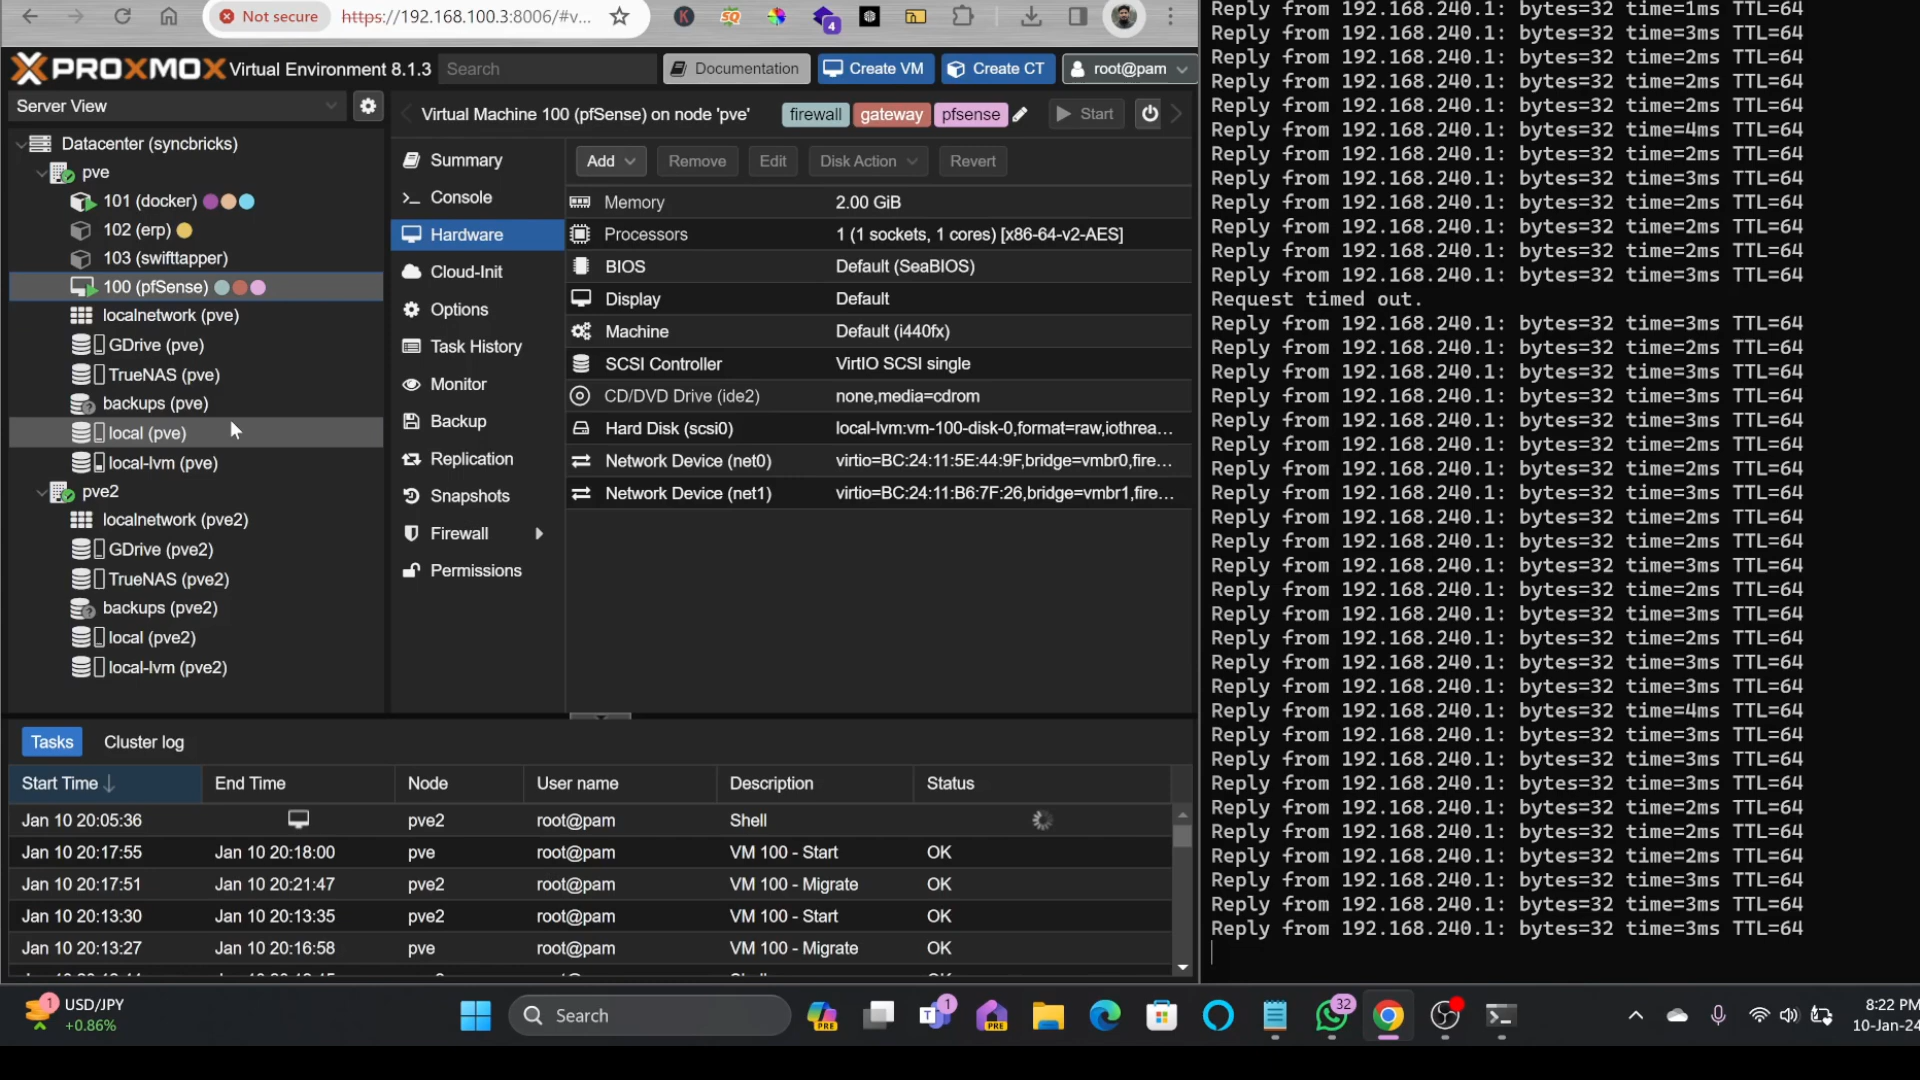 Not secure
https://192.168.100.3:8006/#v...
K
SQ
4
PROXMOX Virtual Environment 8.1.3
Search
Documentation
Create VM
Create CT
root@pam
Server View
Virtual Machine 100 (pfSense) on node 'pve'
firewall
gateway
pfsense
Start
Datacenter (syncbricks)
pve
101 (docker)
102 (erp)
103 (swifttapper)
100 (pfSense)
localnetwork (pve)
GDrive (pve)
TrueNAS (pve)
backups (pve)
local (pve)
local-lvm (pve)
pve2
localnetwork (pve2)
GDrive (pve2)
TrueNAS (pve2)
backups (pve2)
local (pve2)
local-lvm (pve2)
Summary
Console
Hardware
Cloud-Init
Options
Task History
Monitor
Backup
Replication
Snapshots
Firewall
Permissions
Add
Remove
Edit
Disk Action
Revert
Memory 2.00 GiB
Processors 1 (1 sockets, 1 cores) [x86-64-v2-AES]
BIOS Default (SeaBIOS)
Display Default
Machine Default (i440fx)
SCSI Controller VirtIO SCSI single
CD/DVD Drive (ide2) none,media=cdrom
Hard Disk (scsi0) local-lvm:vm-100-disk-0,format=raw,iothrea...
Network Device (net0) virtio=BC:24:11:5E:44:9F,bridge=vmbr0,fire...
Network Device (net1) virtio=BC:24:11:B6:7F:26,bridge=vmbr1,fire...
Tasks
Cluster log
Start Time End Time Node User name Description Status
Jan 10 20:05:36 pve2 root@pam Shell
Jan 10 20:17:55 Jan 10 20:18:00 pve root@pam VM 100 - Start OK
Jan 10 20:17:51 Jan 10 20:21:47 pve2 root@pam VM 100 - Migrate OK
Jan 10 20:13:30 Jan 10 20:13:35 pve2 root@pam VM 100 - Start OK
Jan 10 20:13:27 Jan 10 20:16:58 pve root@pam VM 100 - Migrate OK
Reply from 192.168.240.1: bytes=32 time=1ms TTL=64
Reply from 192.168.240.1: bytes=32 time=3ms TTL=64
Reply from 192.168.240.1: bytes=32 time=2ms TTL=64
Reply from 192.168.240.1: bytes=32 time=2ms TTL=64
Reply from 192.168.240.1: bytes=32 time=2ms TTL=64
Reply from 192.168.240.1: bytes=32 time=4ms TTL=64
Reply from 192.168.240.1: bytes=32 time=2ms TTL=64
Reply from 192.168.240.1: bytes=32 time=3ms TTL=64
Reply from 192.168.240.1: bytes=32 time=2ms TTL=64
Reply from 192.168.240.1: bytes=32 time=2ms TTL=64
Reply from 192.168.240.1: bytes=32 time=2ms TTL=64
Reply from 192.168.240.1: bytes=32 time=3ms TTL=64
Request timed out.
Reply from 192.168.240.1: bytes=32 time=3ms TTL=64
Reply from 192.168.240.1: bytes=32 time=2ms TTL=64
Reply from 192.168.240.1: bytes=32 time=3ms TTL=64
Reply from 192.168.240.1: bytes=32 time=2ms TTL=64
Reply from 192.168.240.1: bytes=32 time=3ms TTL=64
Reply from 192.168.240.1: bytes=32 time=2ms TTL=64
Reply from 192.168.240.1: bytes=32 time=2ms TTL=64
Reply from 192.168.240.1: bytes=32 time=3ms TTL=64
Reply from 192.168.240.1: bytes=32 time=2ms TTL=64
Reply from 192.168.240.1: bytes=32 time=3ms TTL=64
Reply from 192.168.240.1: bytes=32 time=3ms TTL=64
Reply from 192.168.240.1: bytes=32 time=2ms TTL=64
Reply from 192.168.240.1: bytes=32 time=3ms TTL=64
Reply from 192.168.240.1: bytes=32 time=2ms TTL=64
Reply from 192.168.240.1: bytes=32 time=3ms TTL=64
Reply from 192.168.240.1: bytes=32 time=3ms TTL=64
Reply from 192.168.240.1: bytes=32 time=4ms TTL=64
Reply from 192.168.240.1: bytes=32 time=2ms TTL=64
Reply from 192.168.240.1: bytes=32 time=3ms TTL=64
Reply from 192.168.240.1: bytes=32 time=3ms TTL=64
Reply from 192.168.240.1: bytes=32 time=2ms TTL=64
Reply from 192.168.240.1: bytes=32 time=2ms TTL=64
Reply from 192.168.240.1: bytes=32 time=2ms TTL=64
Reply from 192.168.240.1: bytes=32 time=3ms TTL=64
Reply from 192.168.240.1: bytes=32 time=3ms TTL=64
Reply from 192.168.240.1: bytes=32 time=3ms TTL=64
1
USD/JPY
+0.86%
Search
PRE
1
PRE
32
8:22 PM
10-Jan-24